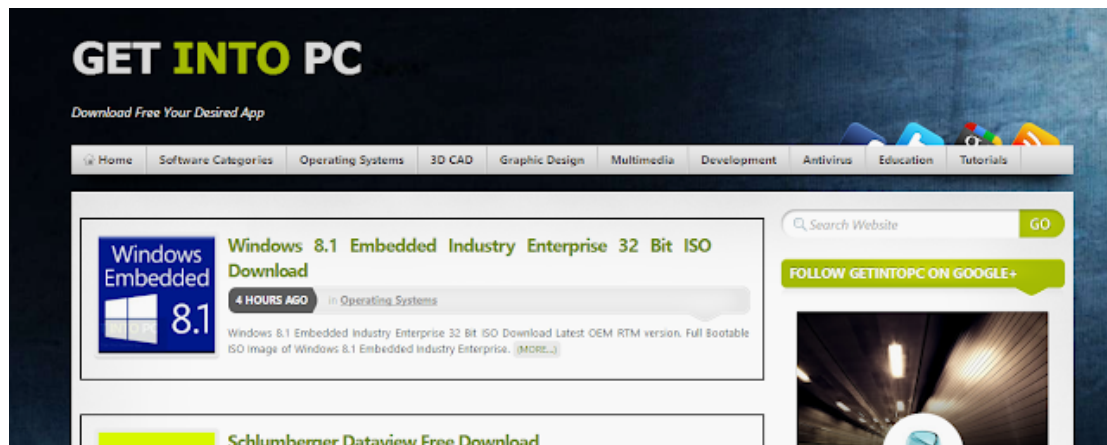 GET INTO PC
Download Free Your Desired App
Home Software Categories Operating Systems 3D CAD Graphic Design Multimedia Development Antivirus Education Tutorials
Search Website GO
Windows Embedded 8.1
Windows 8.1 Embedded Industry Enterprise 32 Bit ISO
Download
4 HOURS AGO in Operating Systems
Windows 8.1 Embedded Industry Enterprise 32 Bit ISO Download Latest OEM RTM version. Full Bootable
ISO Image of Windows 8.1 Embedded Industry Enterprise. (MORE...)
FOLLOW GETINTOPC ON GOOGLE+
Schlumberger Dataview Free Download